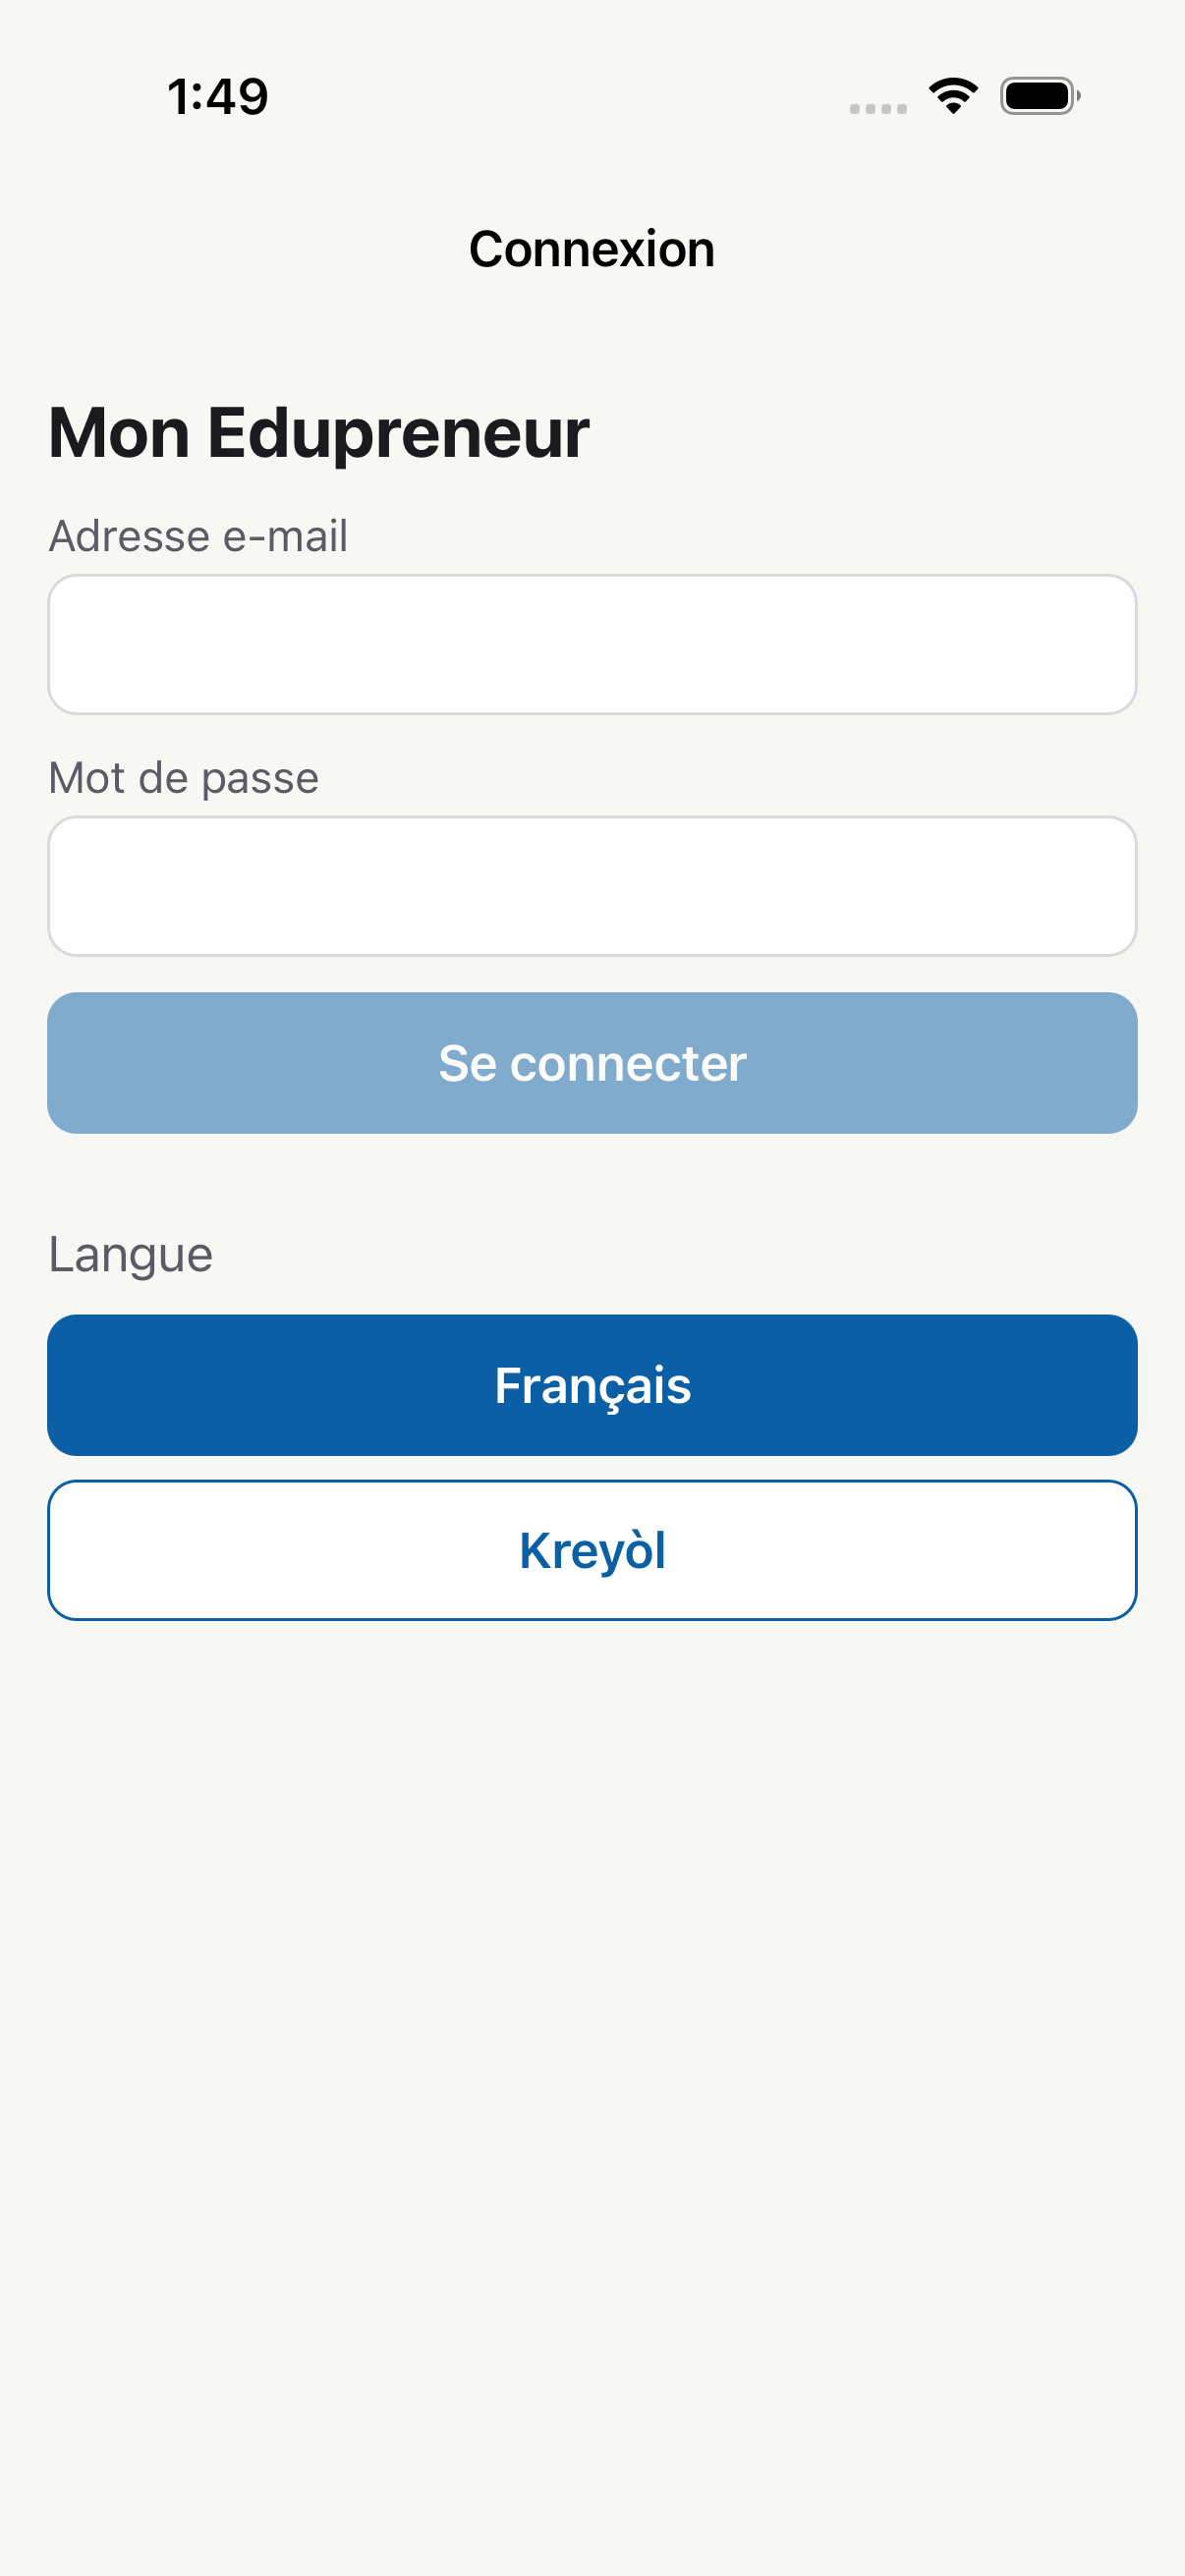 1:49
Connexion
Mon Edupreneur
Adresse e-mail
Mot de passe
Se connecter
Langue
Français
Kreyòl